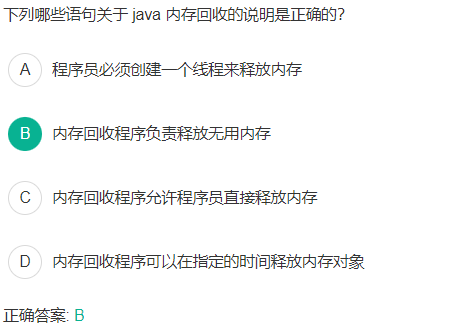 下列哪些语句关于 java 内存回收的说明是正确的?
A 程序员必须创建一个线程来释放内存
B 内存回收程序负责释放无用内存
C 内存回收程序允许程序员直接释放内存
D 内存回收程序可以在指定的时间释放内存对象
正确答案: B